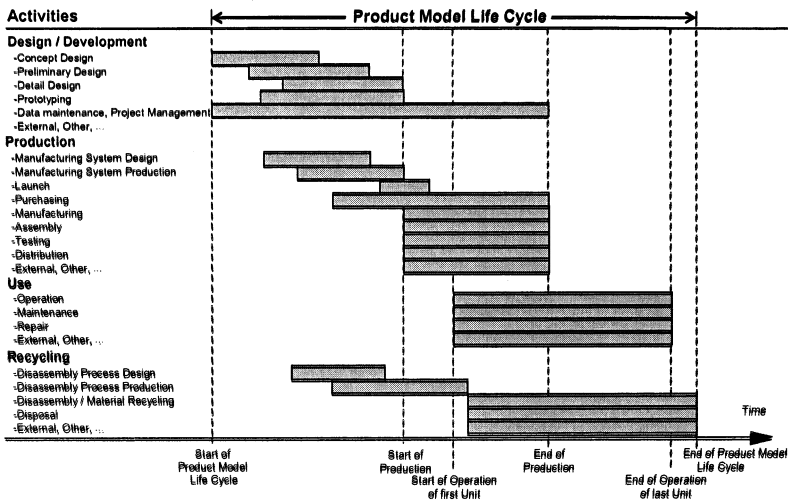 Activities
Product Model Life Cycle
Design / Development
-Concept Design
-Preliminary Design
-Detail Design
-Prototyping
-Data maintenance, Project Management
-External, Other, ...
Production
-Manufacturing System Design
-Manufacturing System Production
-Launch
-Purchasing
-Manufacturing
-Assembly
-Testing
-Distribution
-External, Other, ...
Use
-Operation
-Maintenance
-Repair
-External, Other, ...
Recycling
-Disassembly Process Design
-Disassembly Process Production
-Disassembly / Material Recycling
-Disposal
-External, Other, ...
Time
Start of
Product Model
Life Cycle
Start of
Production
Start of Operation
of first Unit
End of
Production
End of Operation
of last Unit
End of Product Model
Life Cycle